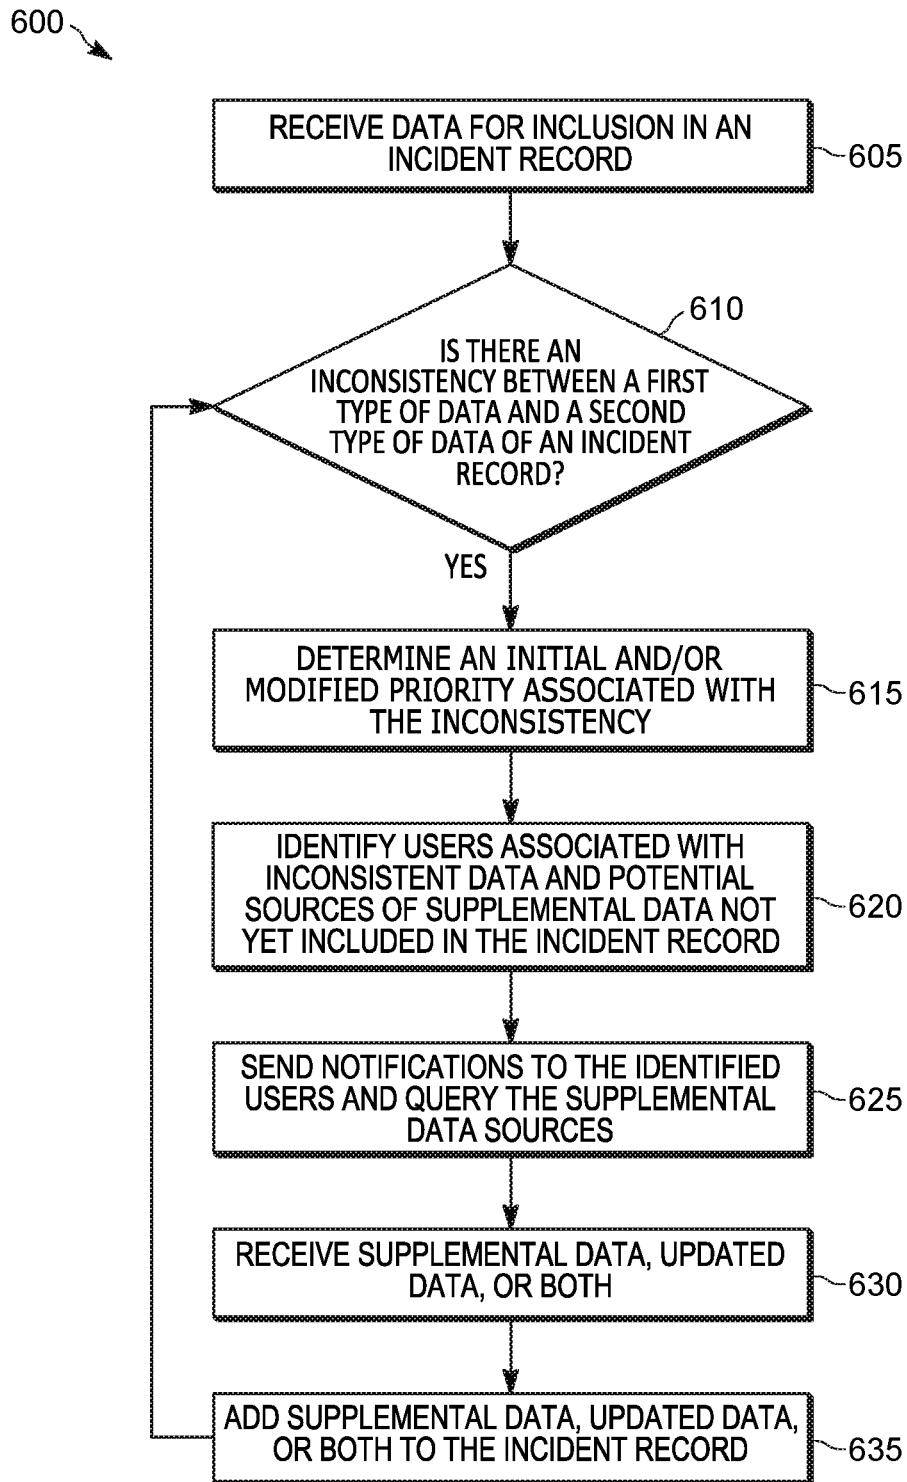 600
RECEIVE DATA FOR INCLUSION IN AN
INCIDENT RECORD
605
610
IS THERE AN
INCONSISTENCY BETWEEN A FIRST
TYPE OF DATA AND A SECOND
TYPE OF DATA OF AN INCIDENT
RECORD?
YES
DETERMINE AN INITIAL AND/OR
MODIFIED PRIORITY ASSOCIATED WITH
THE INCONSISTENCY
615
IDENTIFY USERS ASSOCIATED WITH
INCONSISTENT DATA AND POTENTIAL
SOURCES OF SUPPLEMENTAL DATA NOT
YET INCLUDED IN THE INCIDENT RECORD
620
SEND NOTIFICATIONS TO THE IDENTIFIED
USERS AND QUERY THE SUPPLEMENTAL
DATA SOURCES
625
RECEIVE SUPPLEMENTAL DATA, UPDATED
DATA, OR BOTH
630
ADD SUPPLEMENTAL DATA, UPDATED DATA,
OR BOTH TO THE INCIDENT RECORD
635